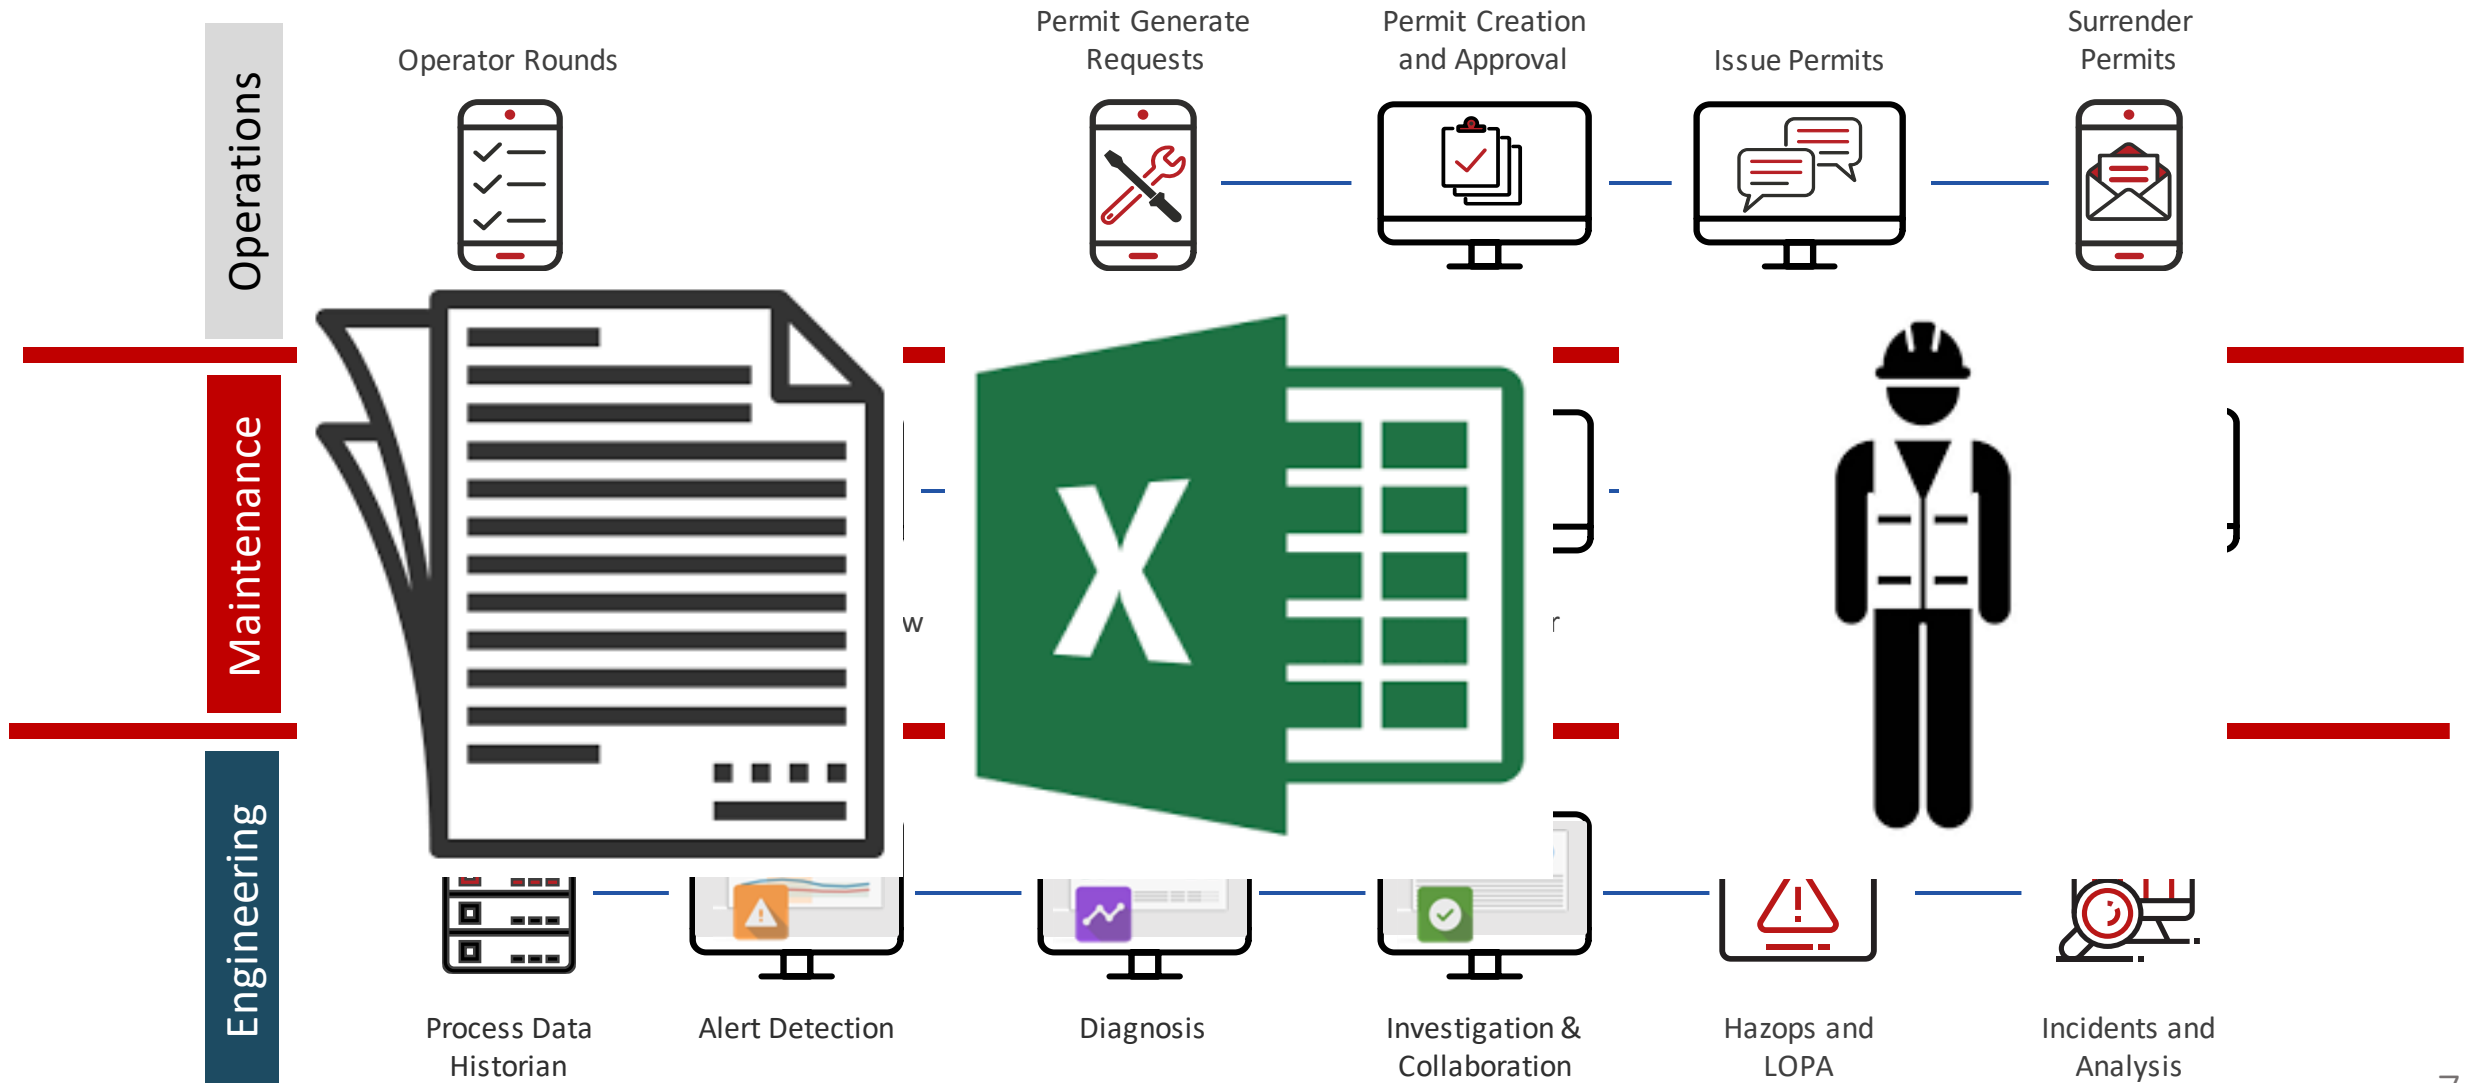 Operations
Operator Rounds
Permit Generate
Requests
Permit Creation
and Approval
Issue Permits
Surrender
Permits
Maintenance
X
w
r
Engineering
Process Data
Historian
Alert Detection
Diagnosis
Investigation &
Collaboration
Hazops and
LOPA
Incidents and
Analysis